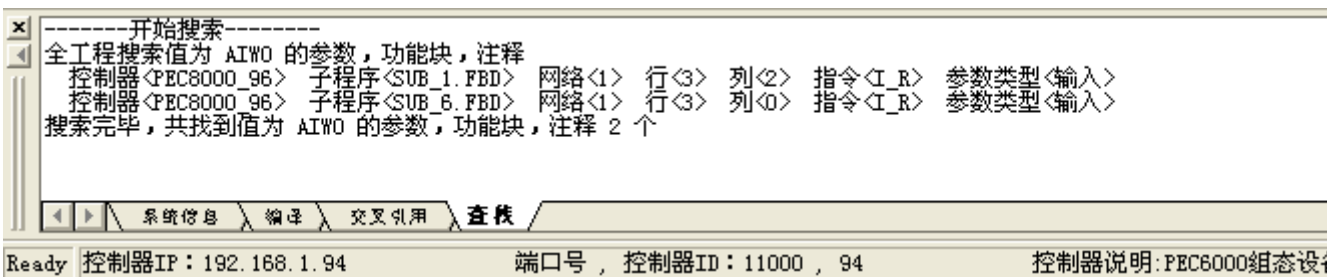 -------开始搜索--------
全工程搜索值为 AIW0 的参数，功能块，注释
控制器<PEC8000_96> 子程序<SUB_1.FBD> 网络<1> 行<3> 列<2> 指令<I_R> 参数类型<输入>
控制器<PEC8000_96> 子程序<SUB_6.FBD> 网络<1> 行<3> 列<0> 指令<I_R> 参数类型<输入>
搜索完毕，共找到值为 AIW0 的参数，功能块，注释 2 个
系统信息 编译 交叉引用 查找
Ready 控制器IP：192.168.1.94 端口号 , 控制器ID：11000 , 94 控制器说明:PEC6000组态设